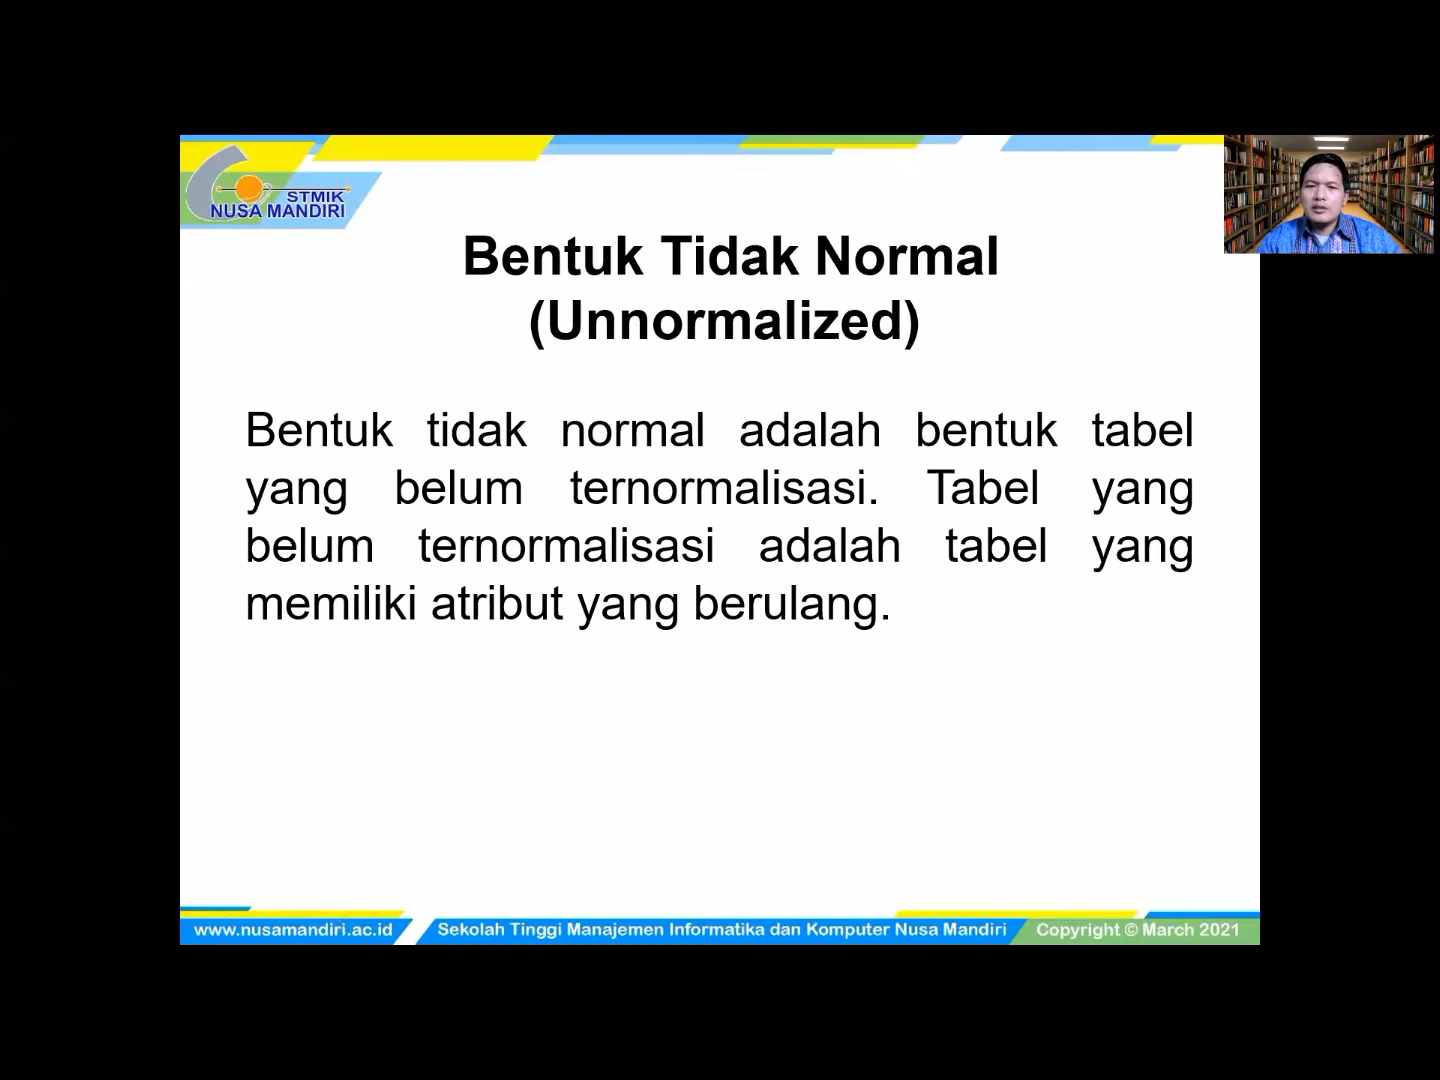 STMIK
NUSA MANDIRI
Bentuk Tidak Normal
(Unnormalized)
Bentuk tidak normal adalah bentuk tabel
yang belum ternormalisasi. Tabel yang
belum ternormalisasi adalah tabel yang
memiliki atribut yang berulang.
www.nusamandiri.ac.id
Sekolah Tinggi Manajemen Informatika dan Komputer Nusa Mandiri
Copyright © March 2021